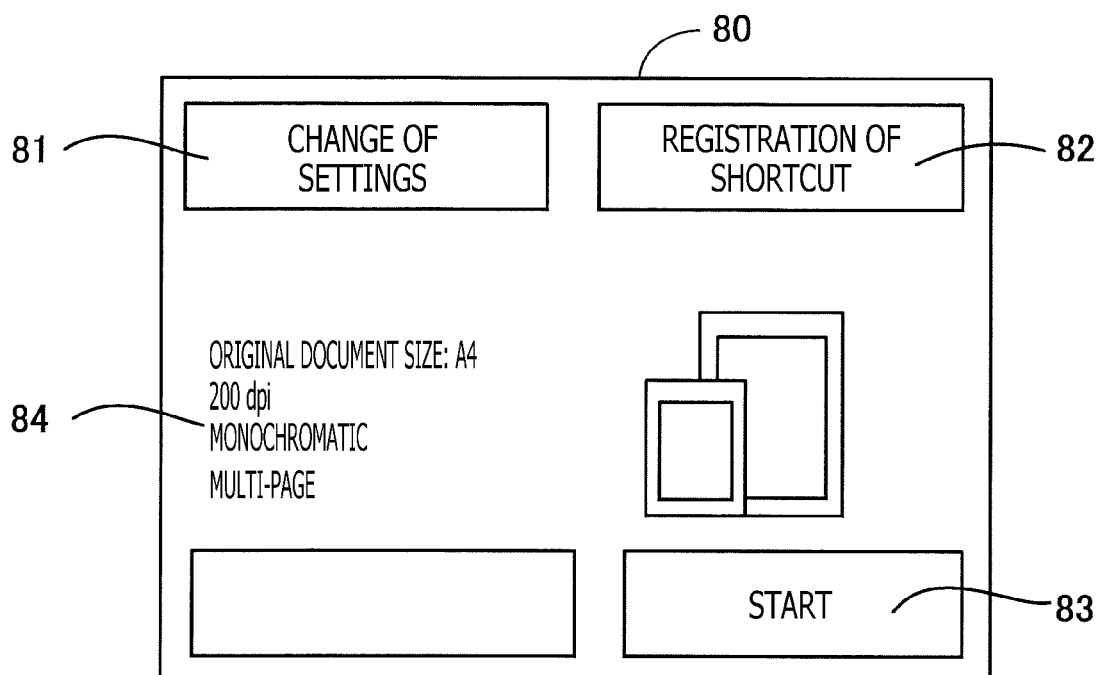 80
81
CHANGE OF
SETTINGS
REGISTRATION OF
SHORTCUT
82
ORIGINAL DOCUMENT SIZE: A4
200 dpi
84
MONOCHROMATIC
MULTI-PAGE
START
83